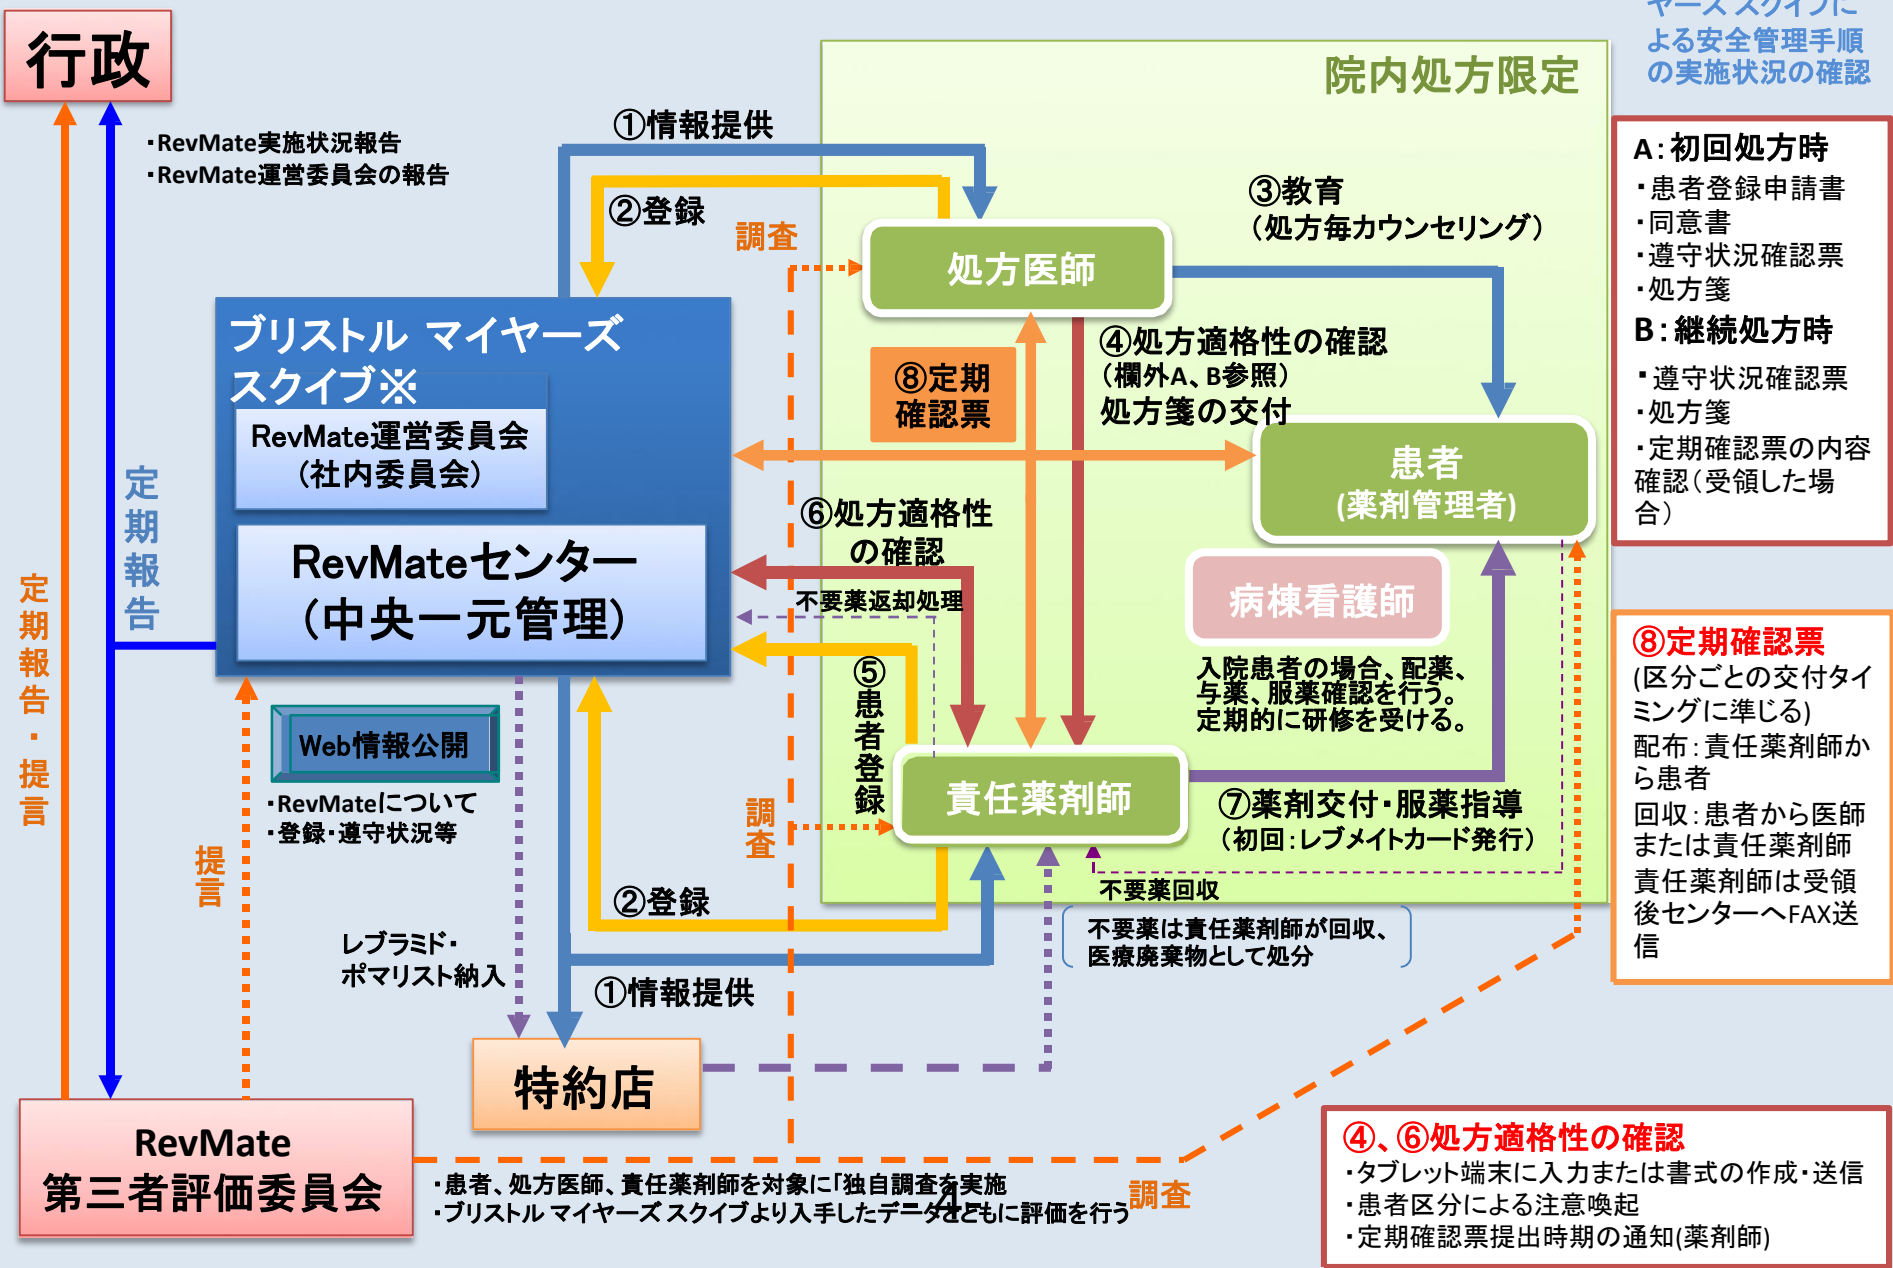 行政
・RevMate実施状況報告
・RevMate運営委員会の報告
①情報提供
②登録
調査
院内処方限定
ヤーズ スクイブに
よる安全管理手順
の実施状況の確認
③教育
（処方毎カウンセリング）
処方医師
A：初回処方時
・患者登録申請書
・同意書
・遵守状況確認票
・処方箋
B：継続処方時
・遵守状況確認票
・処方箋
・定期確認票の内容
確認（受領した場
合）
ブリストル マイヤーズ
スクイブ※
RevMate運営委員会
（社内委員会）
RevMateセンター
（中央一元管理）
⑧定期
確認票
④処方適格性の確認
（欄外A、B参照）
処方箋の交付
患者
(薬剤管理者)
⑥処方適格性
の確認
不要薬返却処理
病棟看護師
入院患者の場合、配薬、
与薬、服薬確認を行う。
定期的に研修を受ける。
定期報告
定期報告・提言
⑤患者登録
責任薬剤師
⑦薬剤交付・服薬指導
（初回：レブメイトカード発行）
⑧定期確認票
(区分ごとの交付タイ
ミングに準じる)
配布：責任薬剤師か
ら患者
回収：患者から医師
または責任薬剤師
責任薬剤師は受領
後センターへFAX送
信
Web情報公開
・RevMateについて
・登録・遵守状況等
提言
調査
②登録
不要薬回収
不要薬は責任薬剤師が回収、
医療廃棄物として処分
レブラミド・
ポマリスト納入
①情報提供
特約店
RevMate
第三者評価委員会
・患者、処方医師、責任薬剤師を対象に「独自調査を実施
・ブリストル マイヤーズ スクイブより入手したデータとともに評価を行う
4
調査
④、⑥処方適格性の確認
・タブレット端末に入力または書式の作成・送信
・患者区分による注意喚起
・定期確認票提出時期の通知(薬剤師)